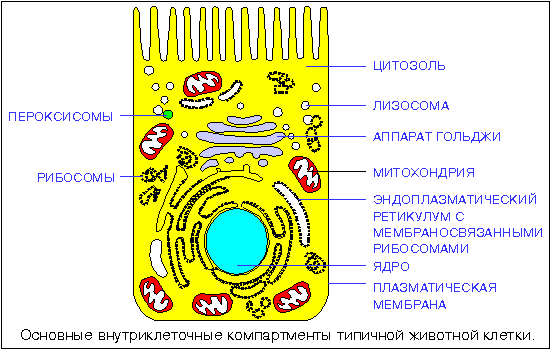 ЦИТОЗОЛЬ
ЛИЗОСОМА
ПЕРОКСИСОМЫ
АППАРАТ ГОЛЬДЖИ
МИТОХОНДРИЯ
РИБОСОМЫ
ЭНДОПЛАЗМАТИЧЕСКИЙ
РЕТИКУЛУМ С
МЕМБРАНОСВЯЗАННЫМИ
РИБОСОМАМИ
ЯДРО
ПЛАЗМАТИЧЕСКАЯ
МЕМБРАНА
Основные внутриклеточные компартменты типичной животной клетки.